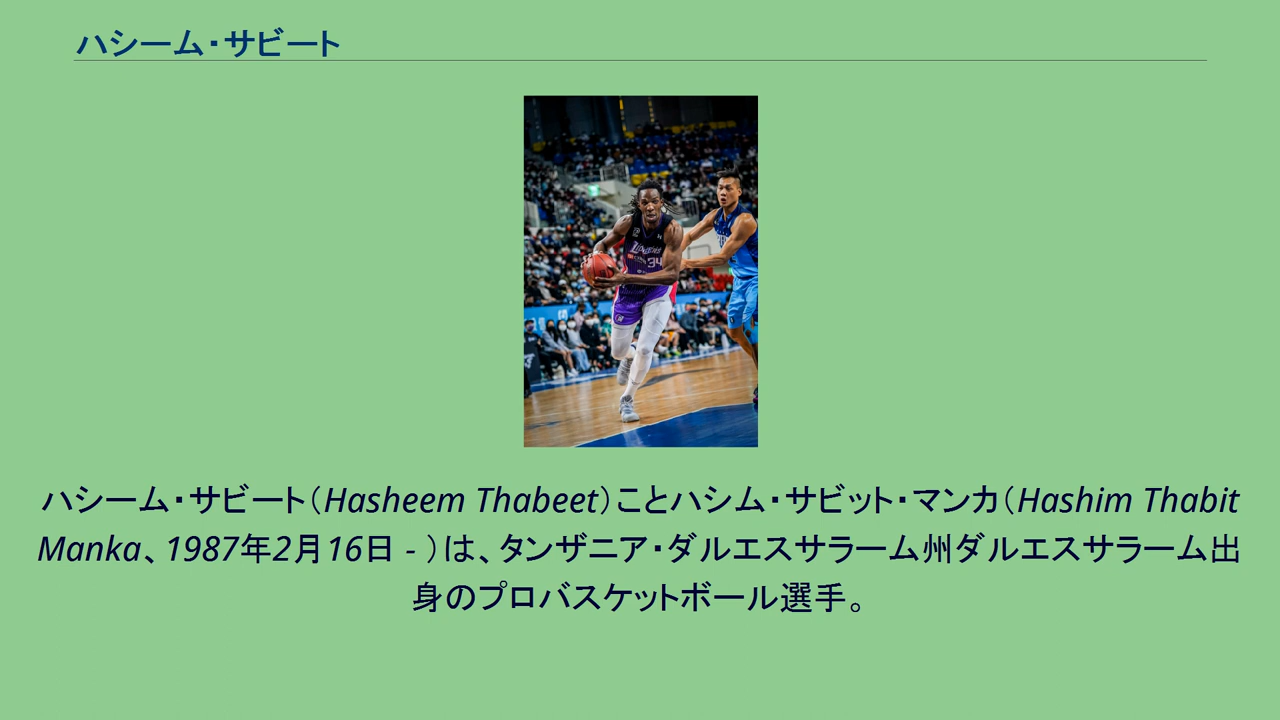 ハシーム・サビート
34
ハシーム・サビート（Hasheem Thabeet）ことハシム・サビット・マンカ（Hashim Thabit
Manka、1987年2月16日 - ）は、タンザニア・ダルエスサラーム州ダルエスサラーム出
身のプロバスケットボール選手。